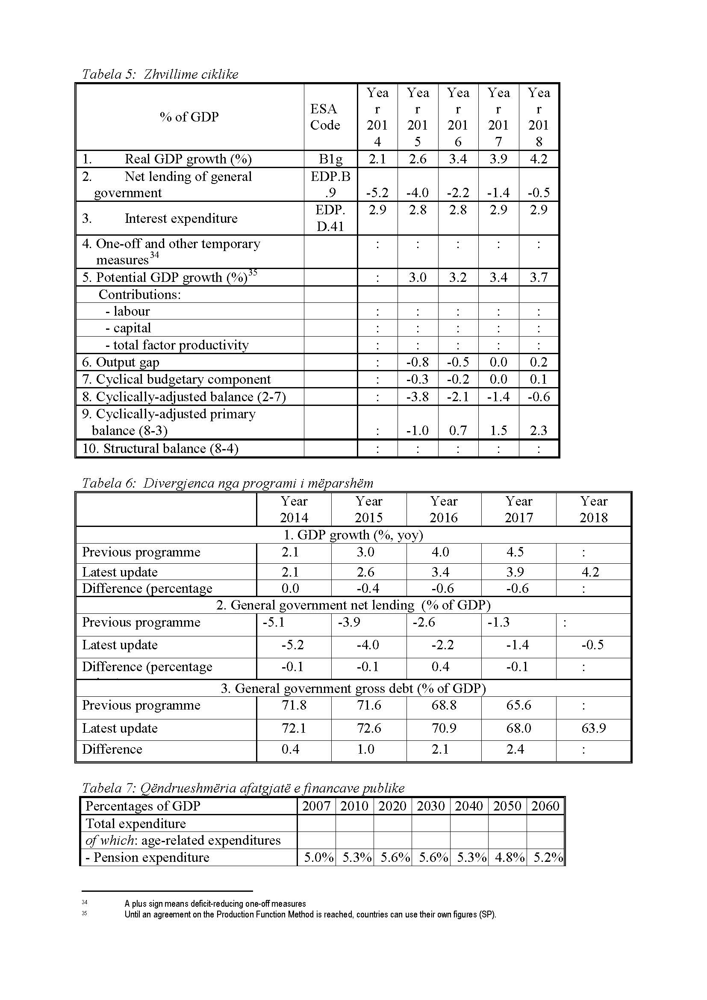 Tabela 5:  Zhvillime ciklike
% of GDP ESA Code Year 2014 Year 2015 Year 2016 Year 2017 Year 2018
1. Real GDP growth (%) B1g 2.1 2.6 3.4 3.9 4.2
2. Net lending of general government EDP.B.9 -5.2 -4.0 -2.2 -1.4 -0.5
3. Interest expenditure EDP.D.41 2.9 2.8 2.8 2.9 2.9
4. One-off and other temporary measures34 : : : : :
5. Potential GDP growth (%)35 : 3.0 3.2 3.4 3.7
Contributions:
- labour : : : : :
- capital : : : : :
- total factor productivity : : : : :
6. Output gap : -0.8 -0.5 0.0 0.2
7. Cyclical budgetary component : -0.3 -0.2 0.0 0.1
8. Cyclically-adjusted balance (2-7) : -3.8 -2.1 -1.4 -0.6
9. Cyclically-adjusted primary balance (8-3) : -1.0 0.7 1.5 2.3
10. Structural balance (8-4) : : : : :
Tabela 6:  Divergjenca nga programi i mëparshëm
Year 2014 Year 2015 Year 2016 Year 2017 Year 2018
1. GDP growth (%, yoy)
Previous programme 2.1 3.0 4.0 4.5 :
Latest update 2.1 2.6 3.4 3.9 4.2
Difference (percentage 0.0 -0.4 -0.6 -0.6 :
2. General government net lending  (% of GDP)
Previous programme -5.1 -3.9 -2.6 -1.3 :
Latest update -5.2 -4.0 -2.2 -1.4 -0.5
Difference (percentage -0.1 -0.1 0.4 -0.1 :
3. General government gross debt (% of GDP)
Previous programme 71.8 71.6 68.8 65.6 :
Latest update 72.1 72.6 70.9 68.0 63.9
Difference 0.4 1.0 2.1 2.4 :
Tabela 7: Qëndrueshmëria afatgjatë e financave publike
Percentages of GDP 2007 2010 2020 2030 2040 2050 2060
Total expenditure
of which: age-related expenditures
- Pension expenditure 5.0% 5.3% 5.6% 5.6% 5.3% 4.8% 5.2%
34 A plus sign means deficit-reducing one-off measures
35 Until an agreement on the Production Function Method is reached, countries can use their own figures (SP).